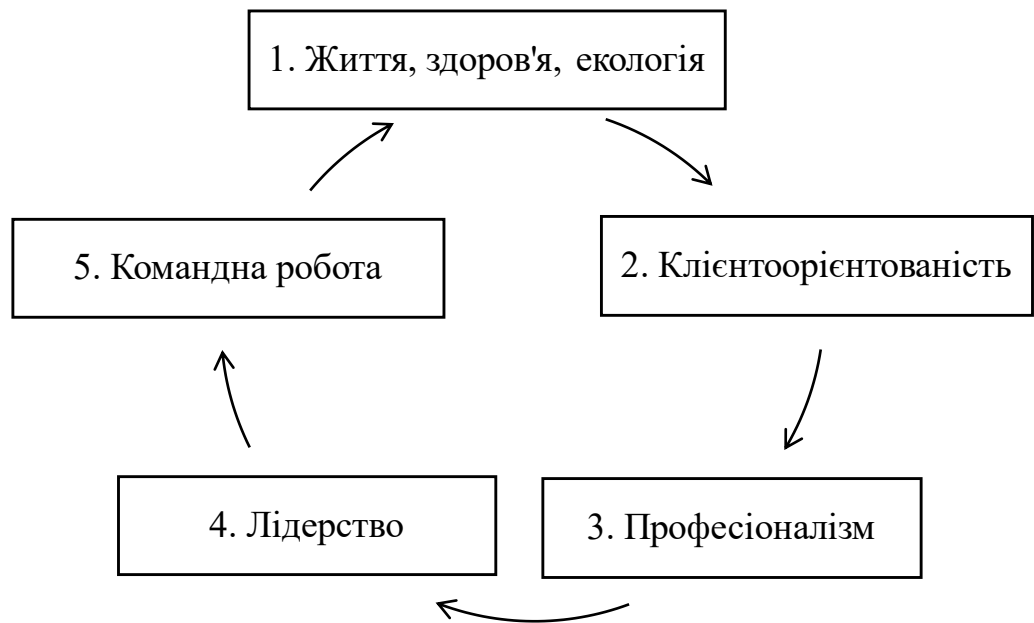 1. Життя, здоров'я, екологія
2. Клієнтоорієнтованість
3. Професіоналізм
4. Лідерство
5. Командна робота